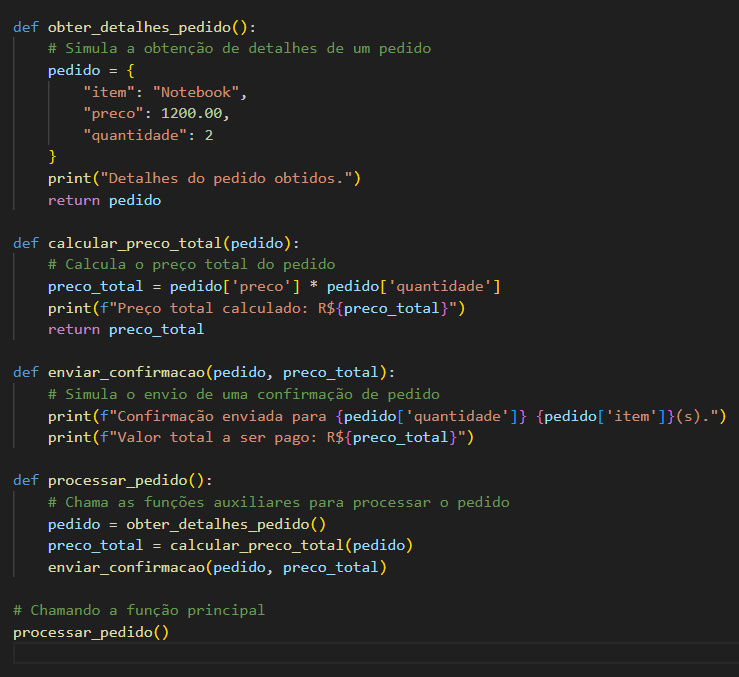 def obter_detalhes_pedido():
    # Simula a obtenção de detalhes de um pedido
    pedido = {
        "item": "Notebook",
        "preco": 1200.00,
        "quantidade": 2
    }
    print("Detalhes do pedido obtidos.")
    return pedido

def calcular_preco_total(pedido):
    # Calcula o preço total do pedido
    preco_total = pedido['preco'] * pedido['quantidade']
    print(f"Preço total calculado: R${preco_total}")
    return preco_total

def enviar_confirmacao(pedido, preco_total):
    # Simula o envio de uma confirmação de pedido
    print(f"Confirmação enviada para {pedido['quantidade']} {pedido['item']}(s).")
    print(f"Valor total a ser pago: R${preco_total}")

def processar_pedido():
    # Chama as funções auxiliares para processar o pedido
    pedido = obter_detalhes_pedido()
    preco_total = calcular_preco_total(pedido)
    enviar_confirmacao(pedido, preco_total)

# Chamando a função principal
processar_pedido()